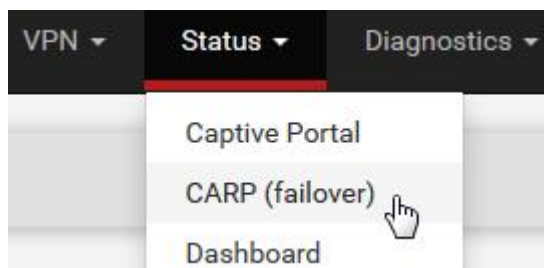 VPN Status Diagnostics
Captive Portal
CARP (failover)
Dashboard